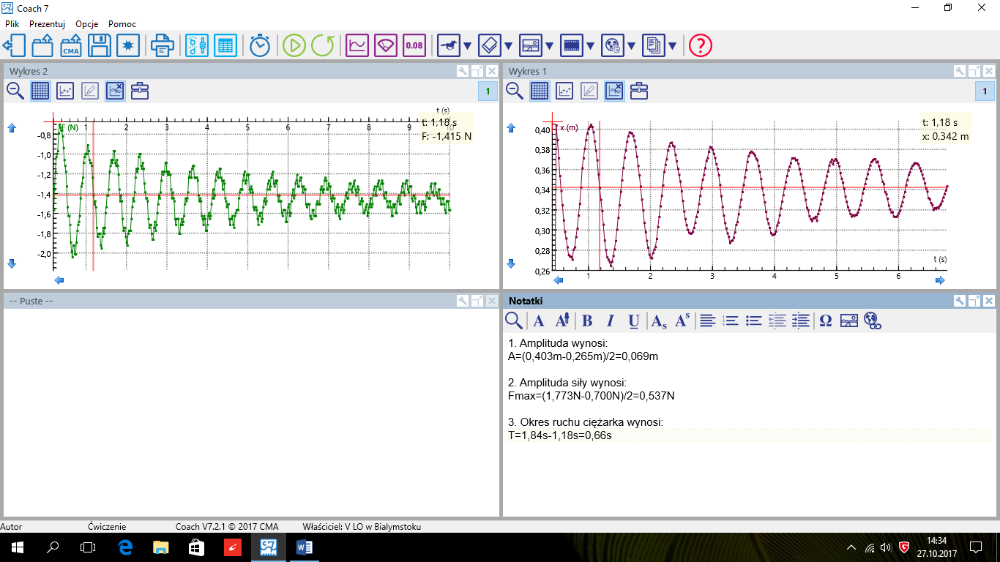 Coach 7
Plik Prezentuj Opcje Pomoc
CMA
0.08
Wykres 2
1
t (s)
F (N)
1 2 3 4 5 6 7 8 9
t: 1,18 s
F: -1,415 N
-0,8
-1,0
-1,2
-1,4
-1,6
-1,8
-2,0
Wykres 1
1
x (m)
t: 1,18 s
x: 0,342 m
0,40
0,38
0,36
0,34
0,32
0,30
0,28
0,26
t (s)
1 2 3 4 5 6
-- Puste --
Notatki
A A B I U As As Ω
1. Amplituda wynosi:
A=(0,403m-0,265m)/2=0,069m
2. Amplituda siły wynosi:
Fmax=(1,773N-0,700N)/2=0,537N
3. Okres ruchu ciężarka wynosi:
T=1,84s-1,18s=0,66s
Autor Ćwiczenie Coach V7.2.1 © 2017 CMA Właściciel: V LO w Bialymstoku
14:34
27.10.2017